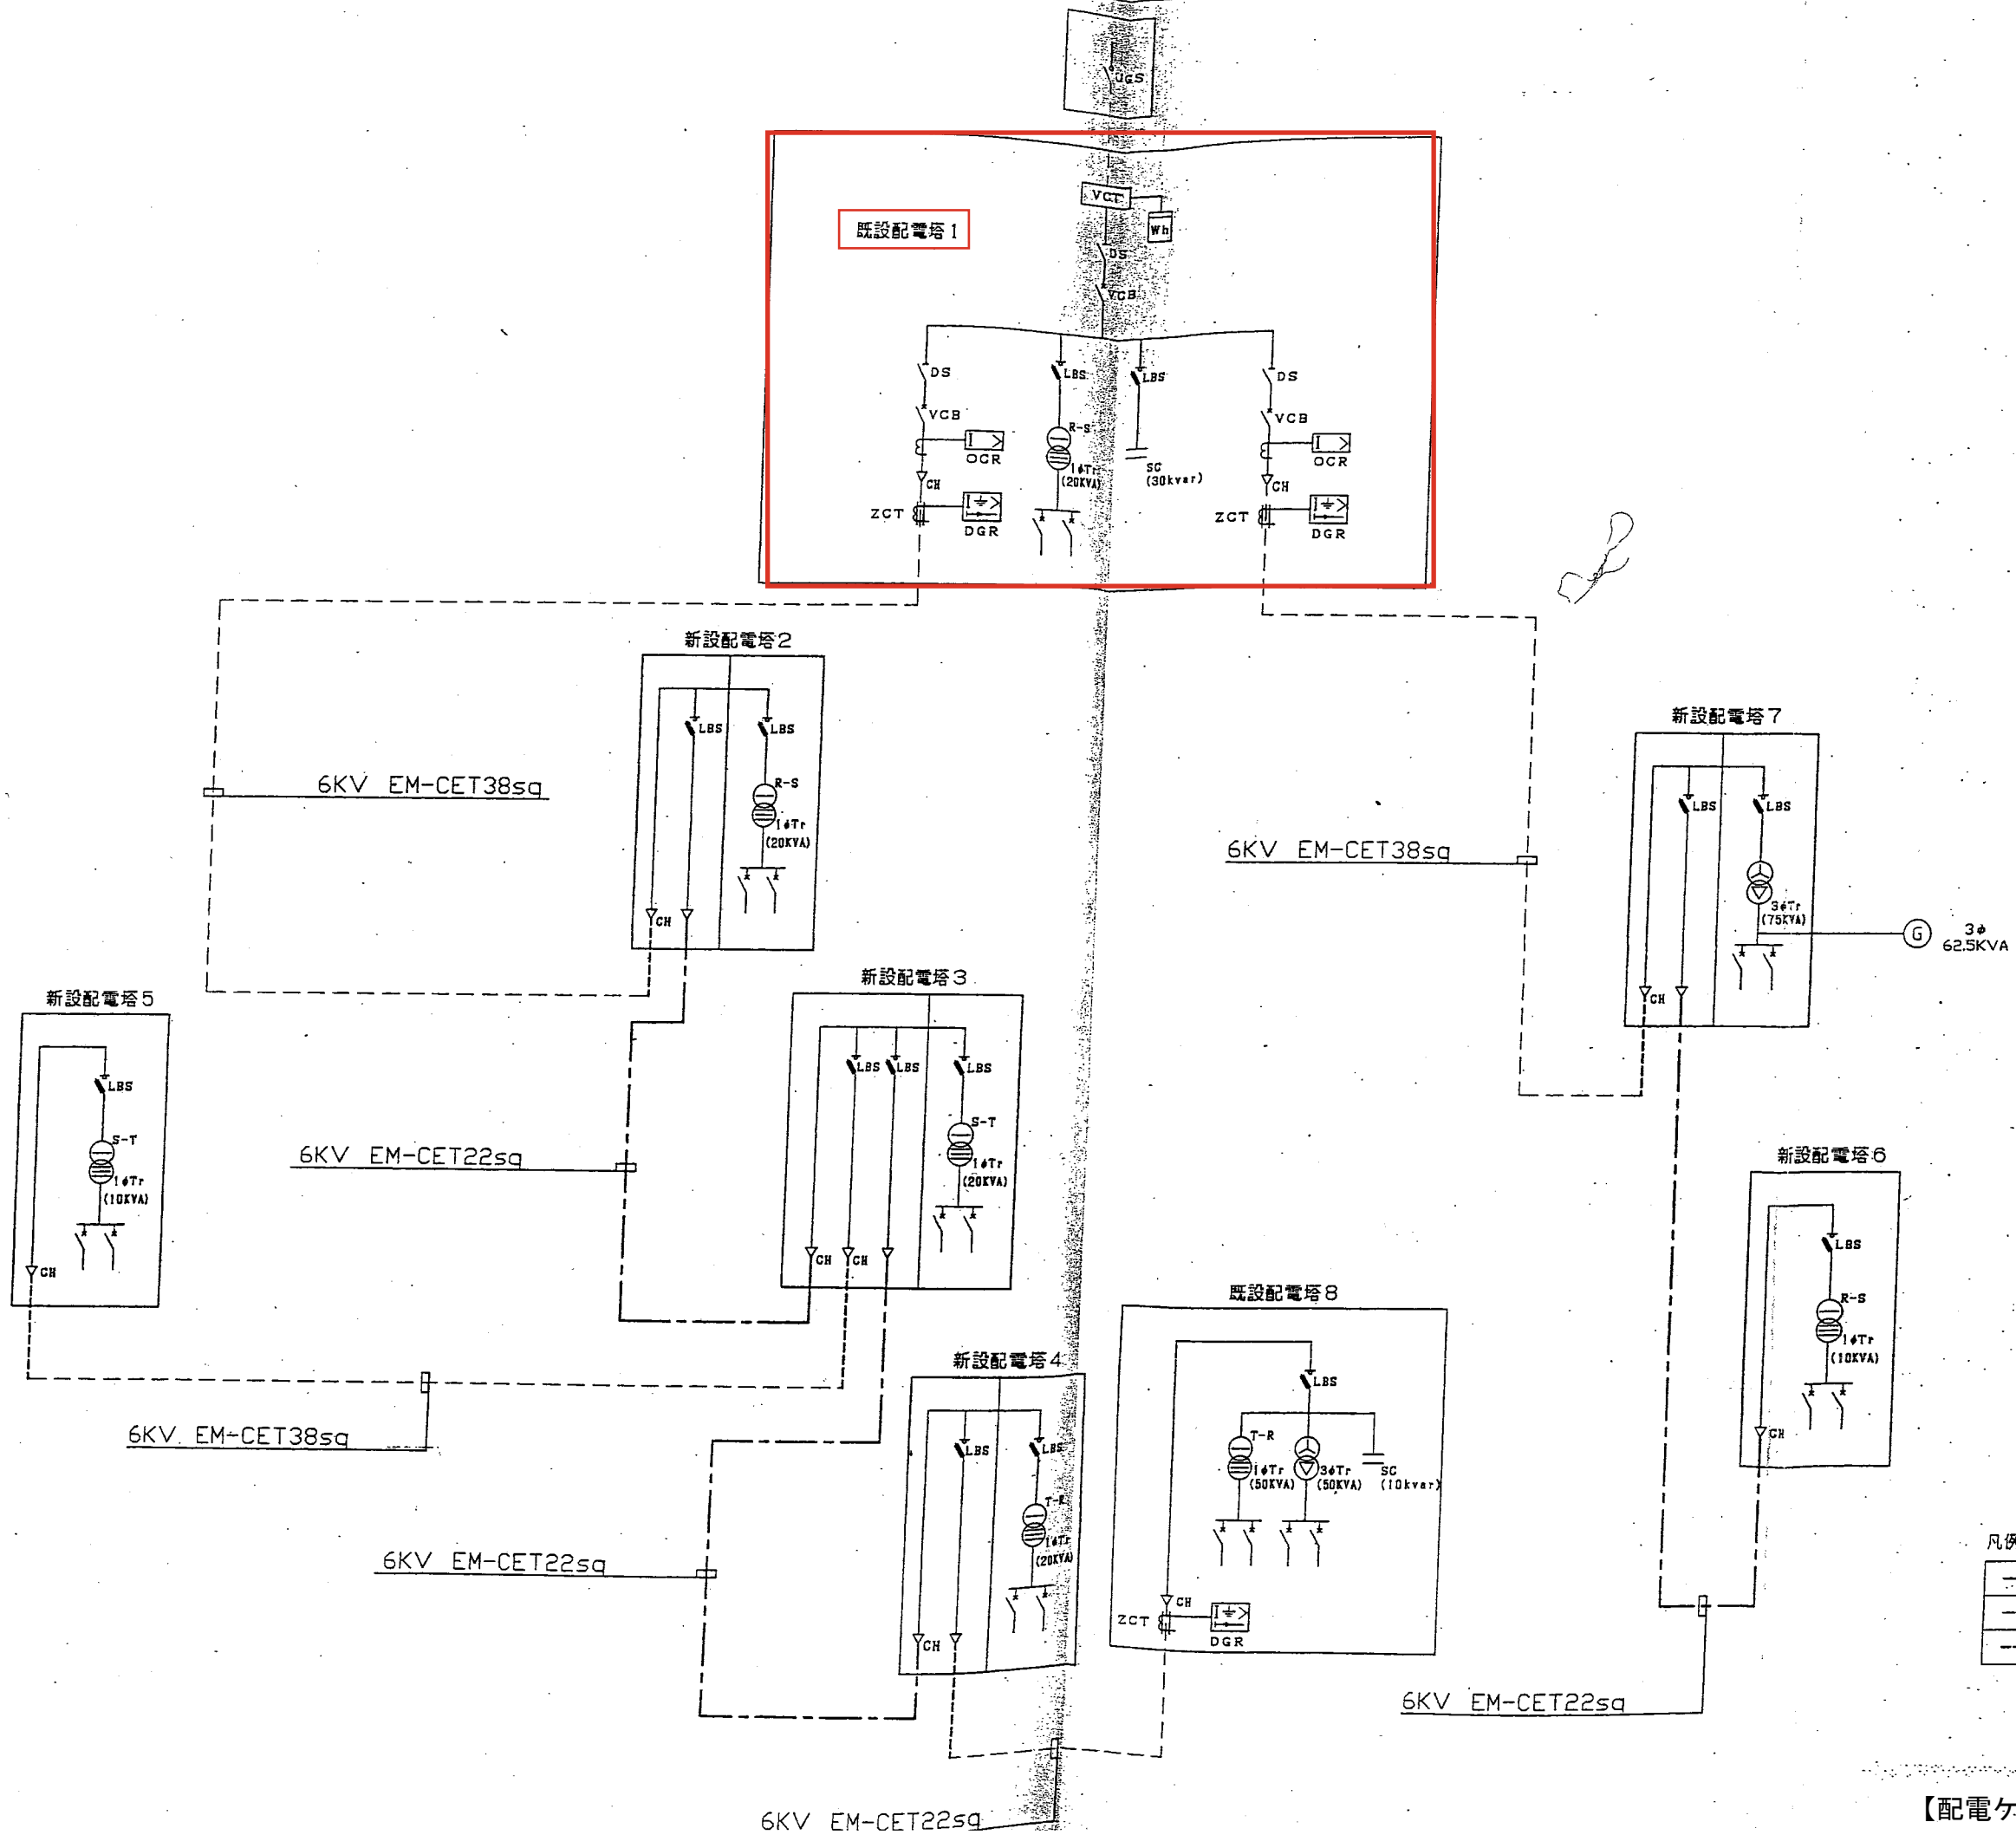 UGS
VCT
Wh
既設配電塔1
DS
VCB
DS
LBS
LBS
DS
VCB
VCB
R-S
OCR
1φTr
(20KVA)
SC
(30kvar)
OCR
CH
CH
ZCT
DGR
ZCT
DGR
新設配電塔2
LBS
LBS
R-S
1φTr
(20KVA)
CH
6KV EM-CET38sq
新設配電塔7
LBS
LBS
3φTr
(75KVA)
CH
G
3φ
62.5KVA
6KV EM-CET38sq
新設配電塔3
LBS
LBS
LBS
S-T
1φTr
(20KVA)
CH
CH
新設配電塔5
LBS
S-T
1φTr
(10KVA)
CH
6KV EM-CET22sq
新設配電塔6
LBS
R-S
1φTr
(10KVA)
CH
既設配電塔8
LBS
T-R
1φTr
(50KVA)
3φTr
(50KVA)
SC
(10kvar)
CH
ZCT
DGR
新設配電塔4
LBS
LBS
T-R
1φTr
(20KVA)
CH
6KV EM-CET38sq
6KV EM-CET22sq
凡例
6KV EM-CET22sq
6KV EM-CET22sq
【配電ケ